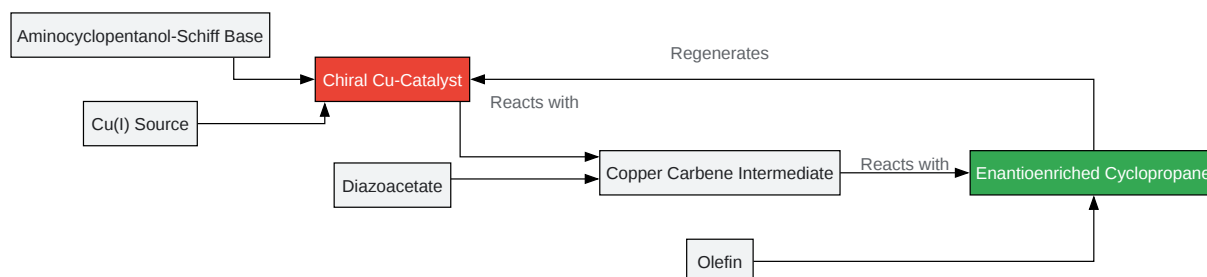 Aminocyclopentanol-Schiff Base
Regenerates
Chiral Cu-Catalyst
Reacts with
Cu(I) Source
Reacts with
Copper Carbene Intermediate
Enantioenriched Cyclopropane
Diazoacetate
Olefin